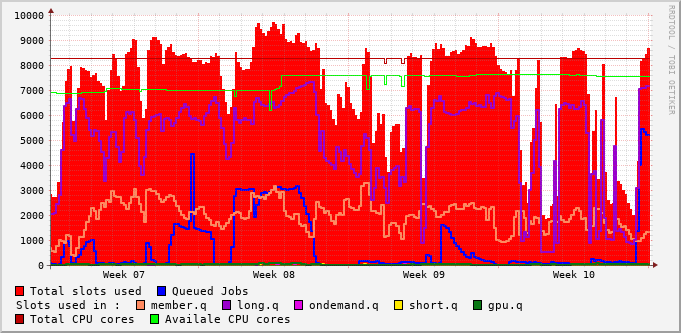 10000
9000
8000
7000
6000
5000
4000
3000
2000
1000
0
Week 07 Week 08 Week 09 Week 10
RRDTOOL / TOBI OETIKER
Total slots used Queued Jobs
Slots used in : member.q long.q ondemand.q short.q gpu.q
Total CPU cores Availale CPU cores